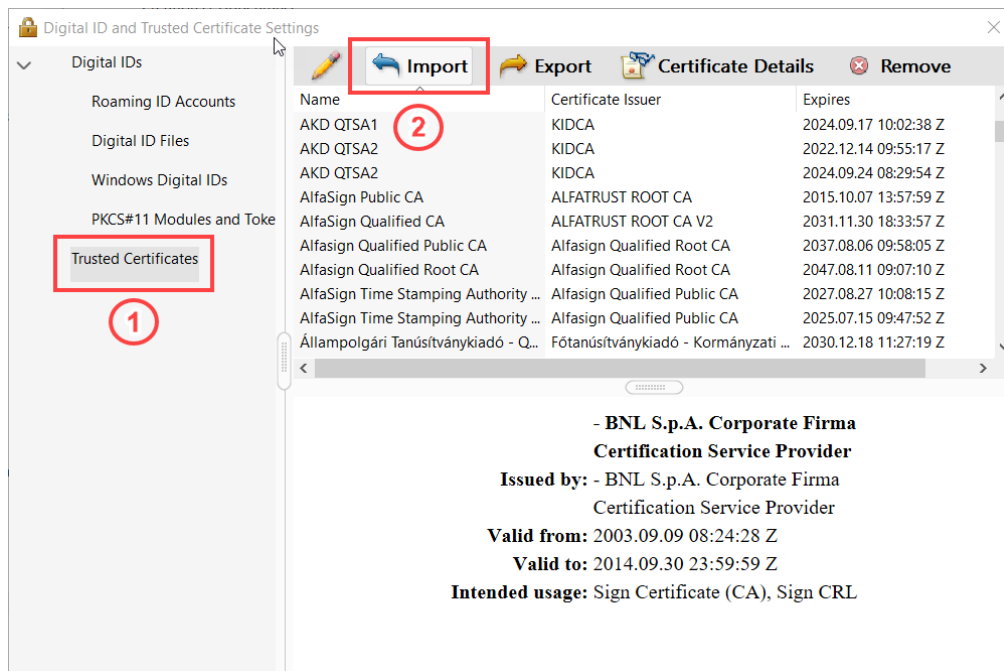 Digital ID and Trusted Certificate Settings
Digital IDs
Roaming ID Accounts
Digital ID Files
Windows Digital IDs
PKCS#11 Modules and Toke
Trusted Certificates
1
Import Export Certificate Details Remove
2
Name Certificate Issuer Expires
AKD QTSA1 KIDCA 2024.09.17 10:02:38 Z
AKD QTSA2 KIDCA 2022.12.14 09:55:17 Z
AKD QTSA2 KIDCA 2024.09.24 08:29:54 Z
AlfaSign Public CA ALFATRUST ROOT CA 2015.10.07 13:57:59 Z
AlfaSign Qualified CA ALFATRUST ROOT CA V2 2031.11.30 18:33:57 Z
Alfasign Qualified Public CA Alfasign Qualified Root CA 2037.08.06 09:58:05 Z
Alfasign Qualified Root CA Alfasign Qualified Root CA 2047.08.11 09:07:10 Z
AlfaSign Time Stamping Authority ... Alfasign Qualified Public CA 2027.08.27 10:08:15 Z
AlfaSign Time Stamping Authority ... Alfasign Qualified Public CA 2025.07.15 09:47:52 Z
Állampolgári Tanúsítványkiadó - Q... Főtanúsítványkiadó - Kormányzati ... 2030.12.18 11:27:19 Z
- BNL S.p.A. Corporate Firma
Certification Service Provider
Issued by: - BNL S.p.A. Corporate Firma
Certification Service Provider
Valid from: 2003.09.09 08:24:28 Z
Valid to: 2014.09.30 23:59:59 Z
Intended usage: Sign Certificate (CA), Sign CRL